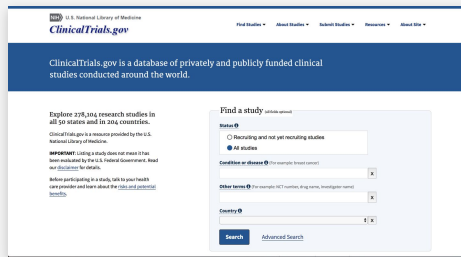 NIH U.S. National Library of Medicine
ClinicalTrials.gov
Find Studies ▾ About Studies ▾ Submit Studies ▾ Resources ▾ About Site ▾
ClinicalTrials.gov is a database of privately and publicly funded clinical
studies conducted around the world.
Explore 278,104 research studies in
all 50 states and in 204 countries.
ClinicalTrials.gov is a resource provided by the U.S.
National Library of Medicine.
IMPORTANT: Listing a study does not mean it has
been evaluated by the U.S. Federal Government. Read
our disclaimer for details.
Before participating in a study, talk to your health
care provider and learn about the risks and potential
benefits.
Find a study (all fields optional)
Status
Recruiting and not yet recruiting studies
All studies
Condition or disease (For example: breast cancer)
X
Other terms (For example: NCT number, drug name, investigator name)
X
Country
X
Search Advanced Search